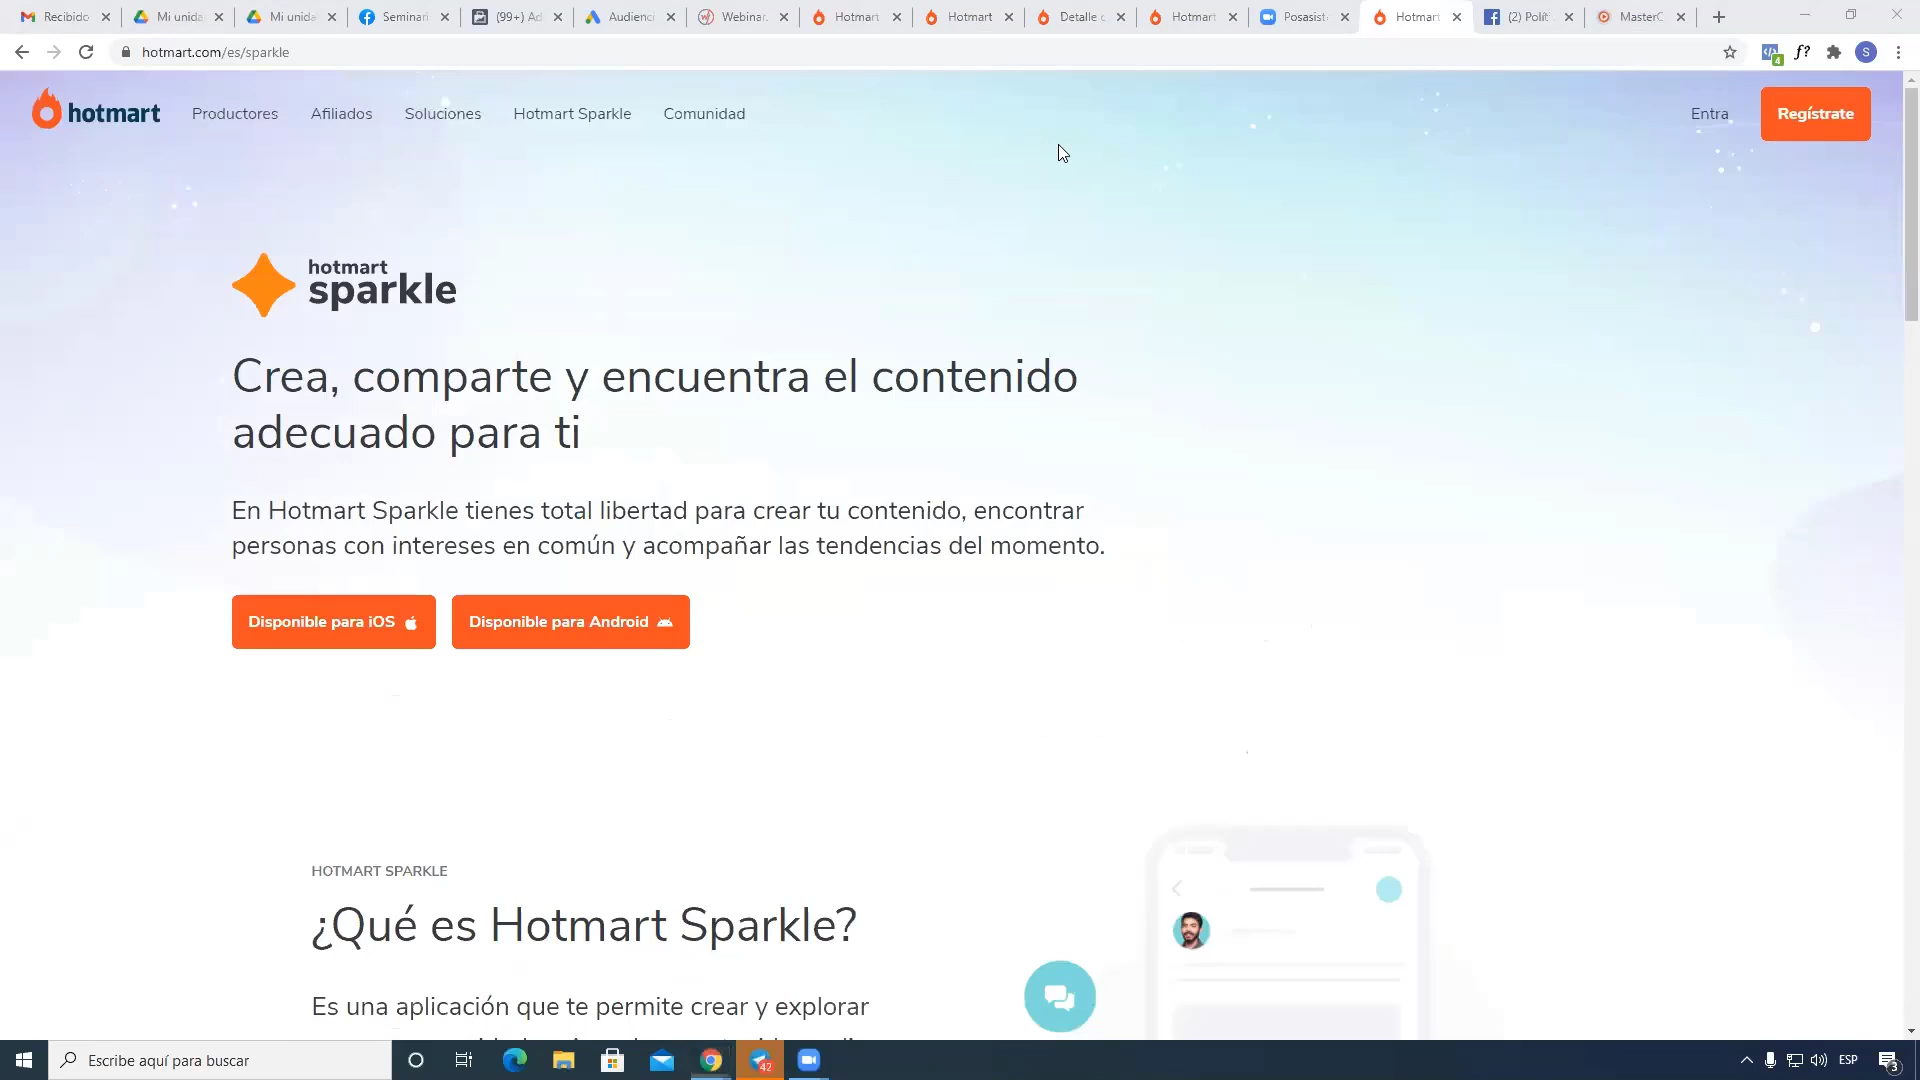 Recibido
Mi unida
Mi unida
Seminari
(99+) Ad
Audienci
Webinar.
Hotmart
Hotmart
Detalle
Hotmart
Posasist
Hotmart
(2) Políti
MasterC
hotmart.com/es/sparkle
f?
S
4
hotmart
Productores
Afiliados
Soluciones
Hotmart Sparkle
Comunidad
Entra
Regístrate
hotmart
sparkle
Crea, comparte y encuentra el contenido
adecuado para ti
En Hotmart Sparkle tienes total libertad para crear tu contenido, encontrar
personas con intereses en común y acompañar las tendencias del momento.
Disponible para iOS
Disponible para Android
HOTMART SPARKLE
¿Qué es Hotmart Sparkle?
Es una aplicación que te permite crear y explorar
Escribe aquí para buscar
42
ESP
3